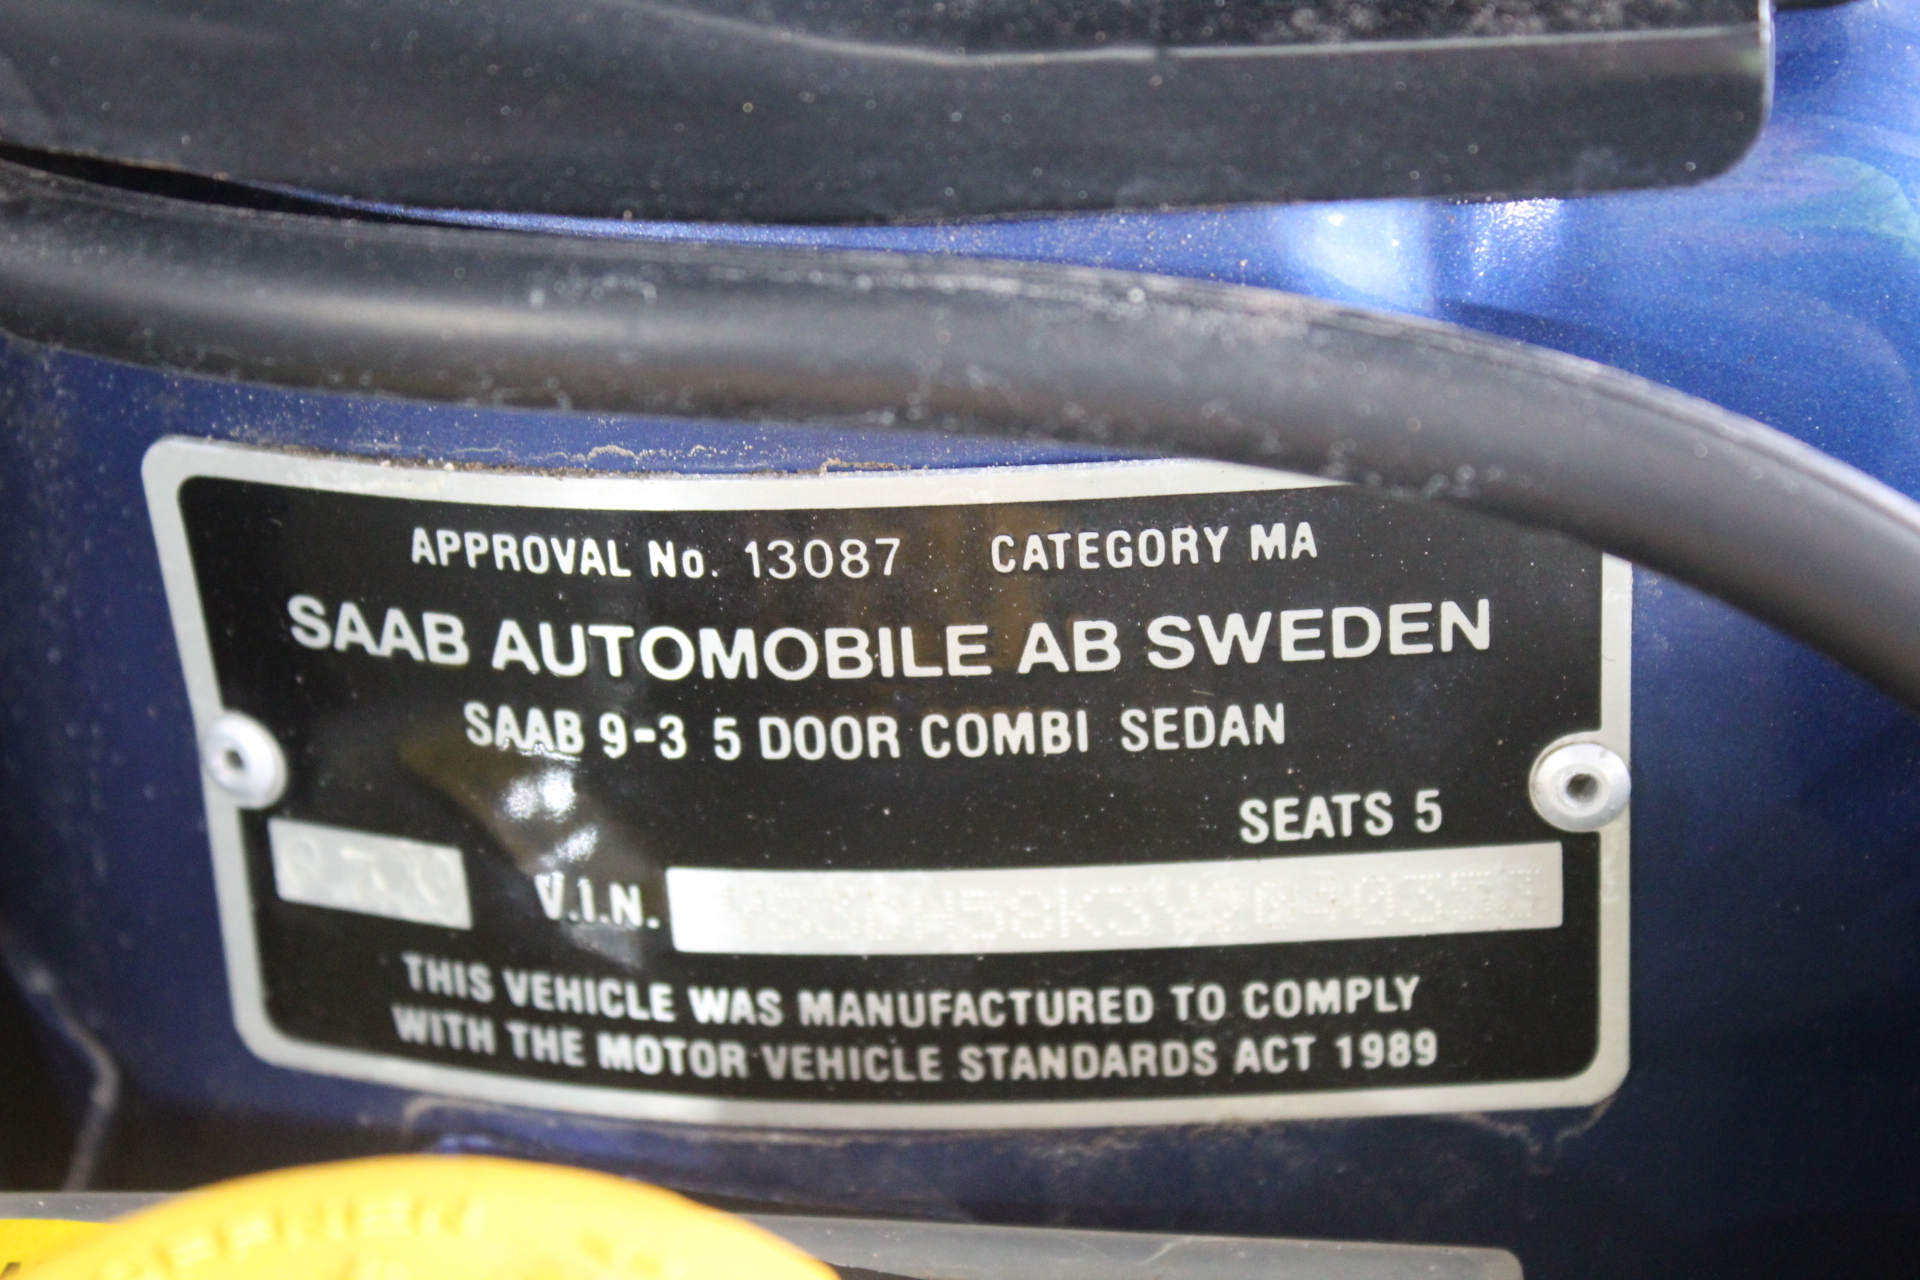 APPROVAL No. 13087 CATEGORY MA
SAAB AUTOMOBILE AB SWEDEN
SAAB 9-3 5 DOOR COMBI SEDAN
SEATS 5
V.I.N.
THIS VEHICLE WAS MANUFACTURED TO COMPLY
WITH THE MOTOR VEHICLE STANDARDS ACT 1989